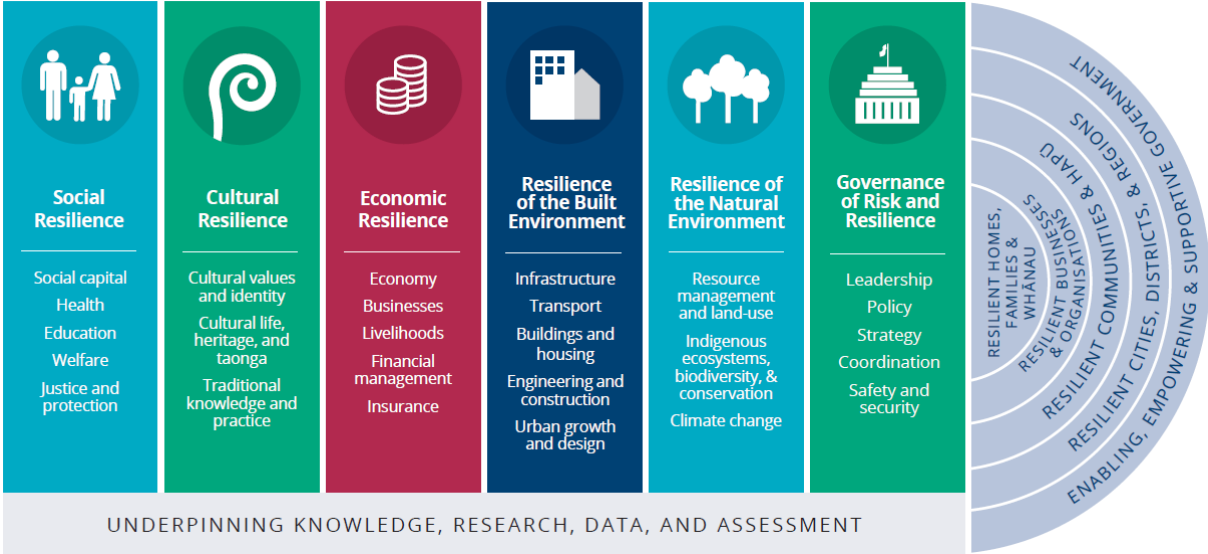 Social
Resilience
Social capital
Health
Education
Welfare
Justice and
protection
Cultural
Resilience
Cultural values
and identity
Cultural life,
heritage, and
taonga
Traditional
knowledge and
practice
Economic
Resilience
Economy
Businesses
Livelihoods
Financial
management
Insurance
Resilience
of the Built
Environment
Infrastructure
Transport
Buildings and
housing
Engineering and
construction
Urban growth
and design
Resilience of
the Natural
Environment
Resource
management
and land-use
Indigenous
ecosystems,
biodiversity, &
conservation
Climate change
Governance
of Risk and
Resilience
Leadership
Policy
Strategy
Coordination
Safety and
security
RESILIENT HOMES,
FAMILIES &
WHĀNAU
RESILIENT BUSINESSES
& ORGANISATIONS
RESILIENT COMMUNITIES & HAPŪ
RESILIENT CITIES, DISTRICTS, & REGIONS
ENABLING, EMPOWERING & SUPPORTIVE GOVERNMENT
UNDERPINNING KNOWLEDGE, RESEARCH, DATA, AND ASSESSMENT